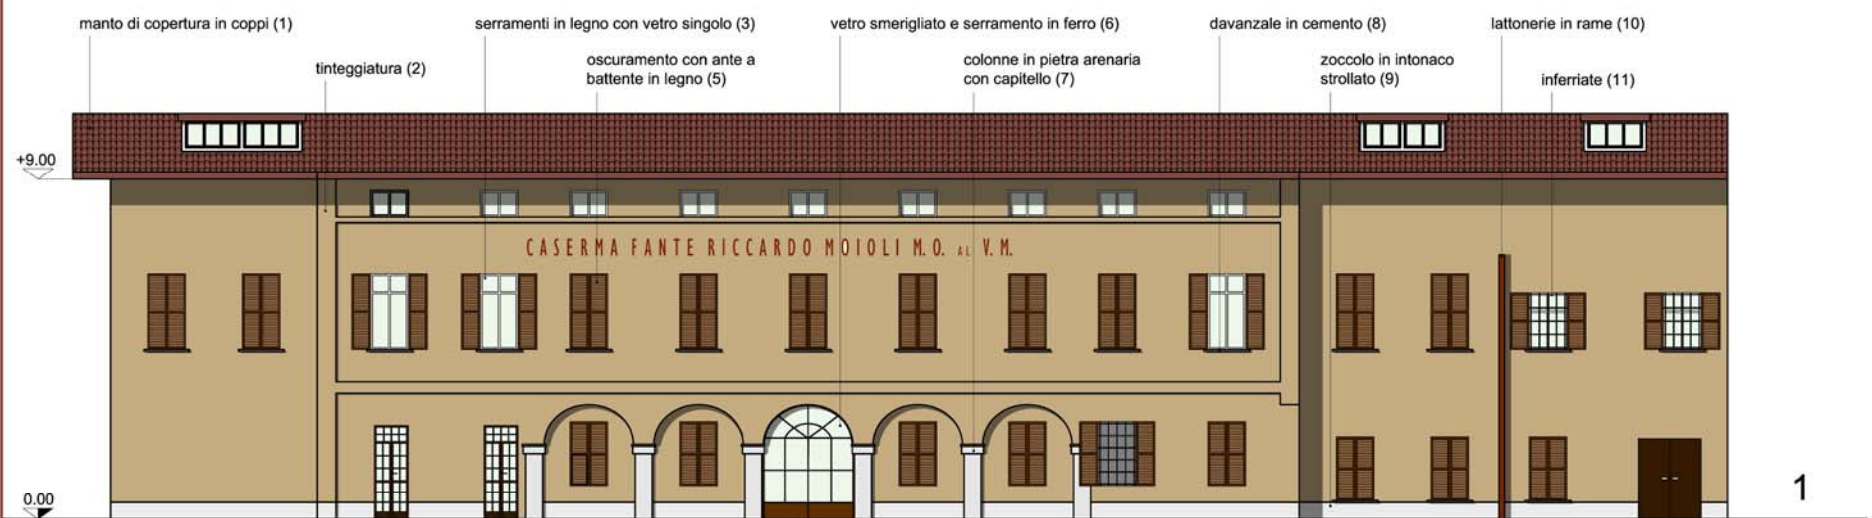 manto di copertura in coppi (1)
serramenti in legno con vetro singolo (3)
vetro smerigliato e serramento in ferro (6)
davanzale in cemento (8)
lattonerie in rame (10)
tinteggiatura (2)
oscuramento con ante a
battente in legno (5)
colonne in pietra arenaria
con capitello (7)
zoccolo in intonaco
strollato (9)
inferriate (11)
+9.00
CASERMA FANTE RICCARDO MOIOLI M.O. AL V.M.
0.00
1